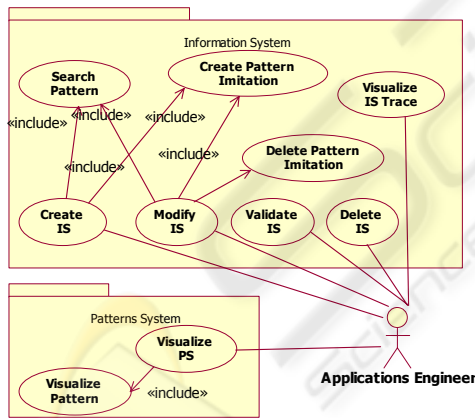 Information System
Search
Pattern
Create Pattern
Imitation
Visualize
IS Trace
«include»
«include»
«include»
«include»
Delete Pattern
Imitation
Create
IS
Modify
IS
Validate
IS
Delete
IS
Patterns System
Visualize
PS
Visualize
Pattern
«include»
Applications Engineer